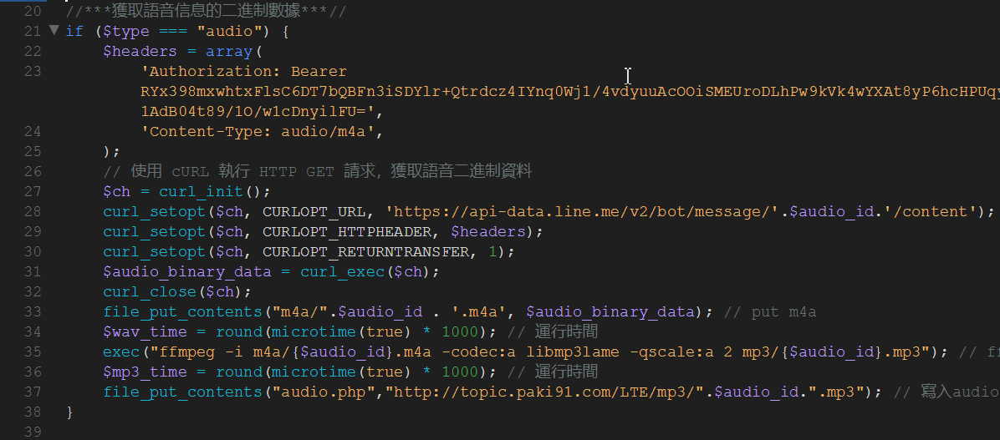 20 //***獲取語音信息的二進制數據***//
21 if ($type === "audio") {
22 $headers = array(
23 'Authorization: Bearer
RYx398mxwhtxFlsC6DT7bQBFn3iSDYlr+Qtrdcz4IYnq0Wj1/4vdyuuAcOOiSMEUroDLhPw9kVk4wYXAt8yP6hcHPUqy
1AdB04t89/1O/w1cDnyilFU=',
24 'Content-Type: audio/m4a',
25 );
26 // 使用 cURL 執行 HTTP GET 請求，獲取語音二進制資料
27 $ch = curl_init();
28 curl_setopt($ch, CURLOPT_URL, 'https://api-data.line.me/v2/bot/message/'.$audio_id.'/content');
29 curl_setopt($ch, CURLOPT_HTTPHEADER, $headers);
30 curl_setopt($ch, CURLOPT_RETURNTRANSFER, 1);
31 $audio_binary_data = curl_exec($ch);
32 curl_close($ch);
33 file_put_contents("m4a/".$audio_id . '.m4a', $audio_binary_data); // put m4a
34 $wav_time = round(microtime(true) * 1000); // 運行時間
35 exec("ffmpeg -i m4a/{$audio_id}.m4a -codec:a libmp3lame -qscale:a 2 mp3/{$audio_id}.mp3"); // ff
36 $mp3_time = round(microtime(true) * 1000); // 運行時間
37 file_put_contents("audio.php","http://topic.paki91.com/LTE/mp3/".$audio_id.".mp3"); // 寫入audio
38 }
39